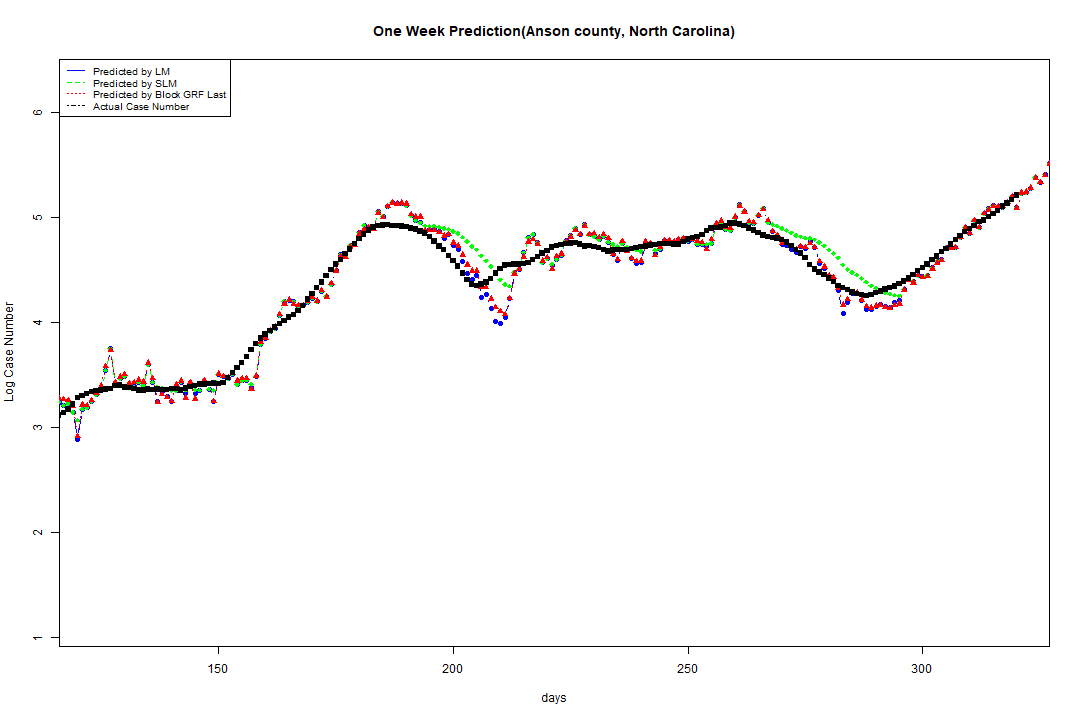 One Week Prediction(Anson county, North Carolina)
Predicted by LM
Predicted by SLM
Predicted by Block GRF Last
Actual Case Number
6
5
4
3
2
1
Log Case Number
150 200 250 300
days